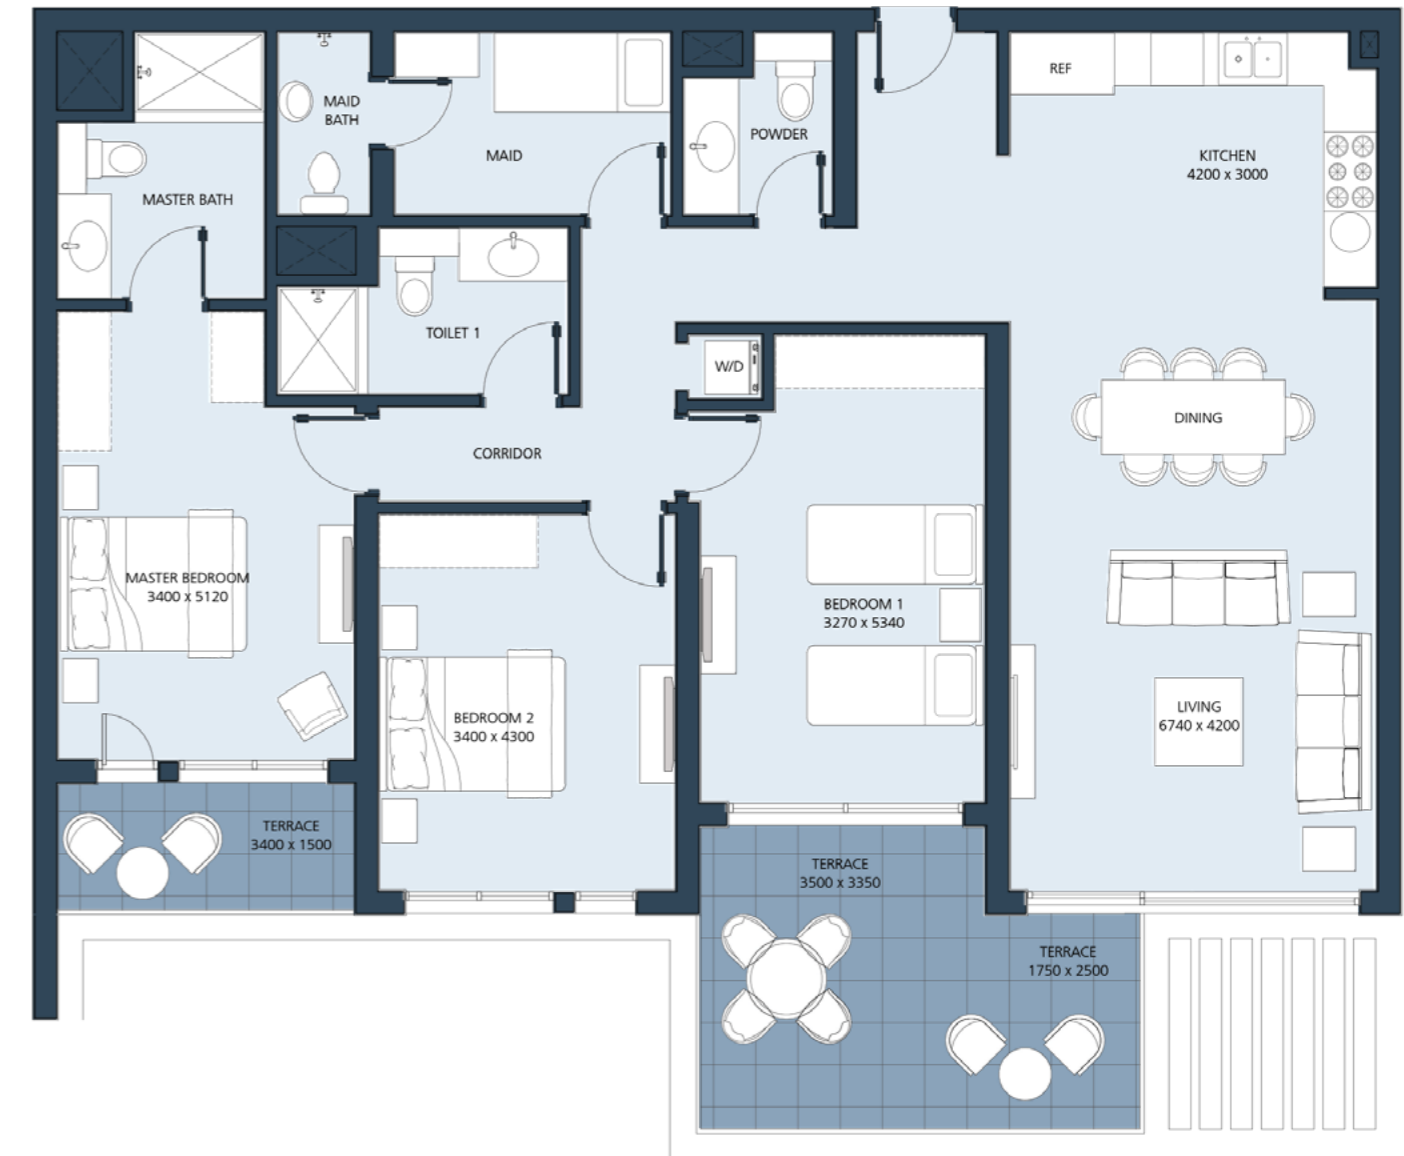 REF
MAID
BATH
POWDER
MAID
KITCHEN
4200 x 3000
MASTER BATH
TOILET 1
W/D
DINING
CORRIDOR
MASTER BEDROOM
3400 x 5120
BEDROOM 1
3270 x 5340
BEDROOM 2
3400 x 4300
LIVING
6740 x 4200
TERRACE
3400 x 1500
TERRACE
3500 x 3350
TERRACE
1750 x 2500